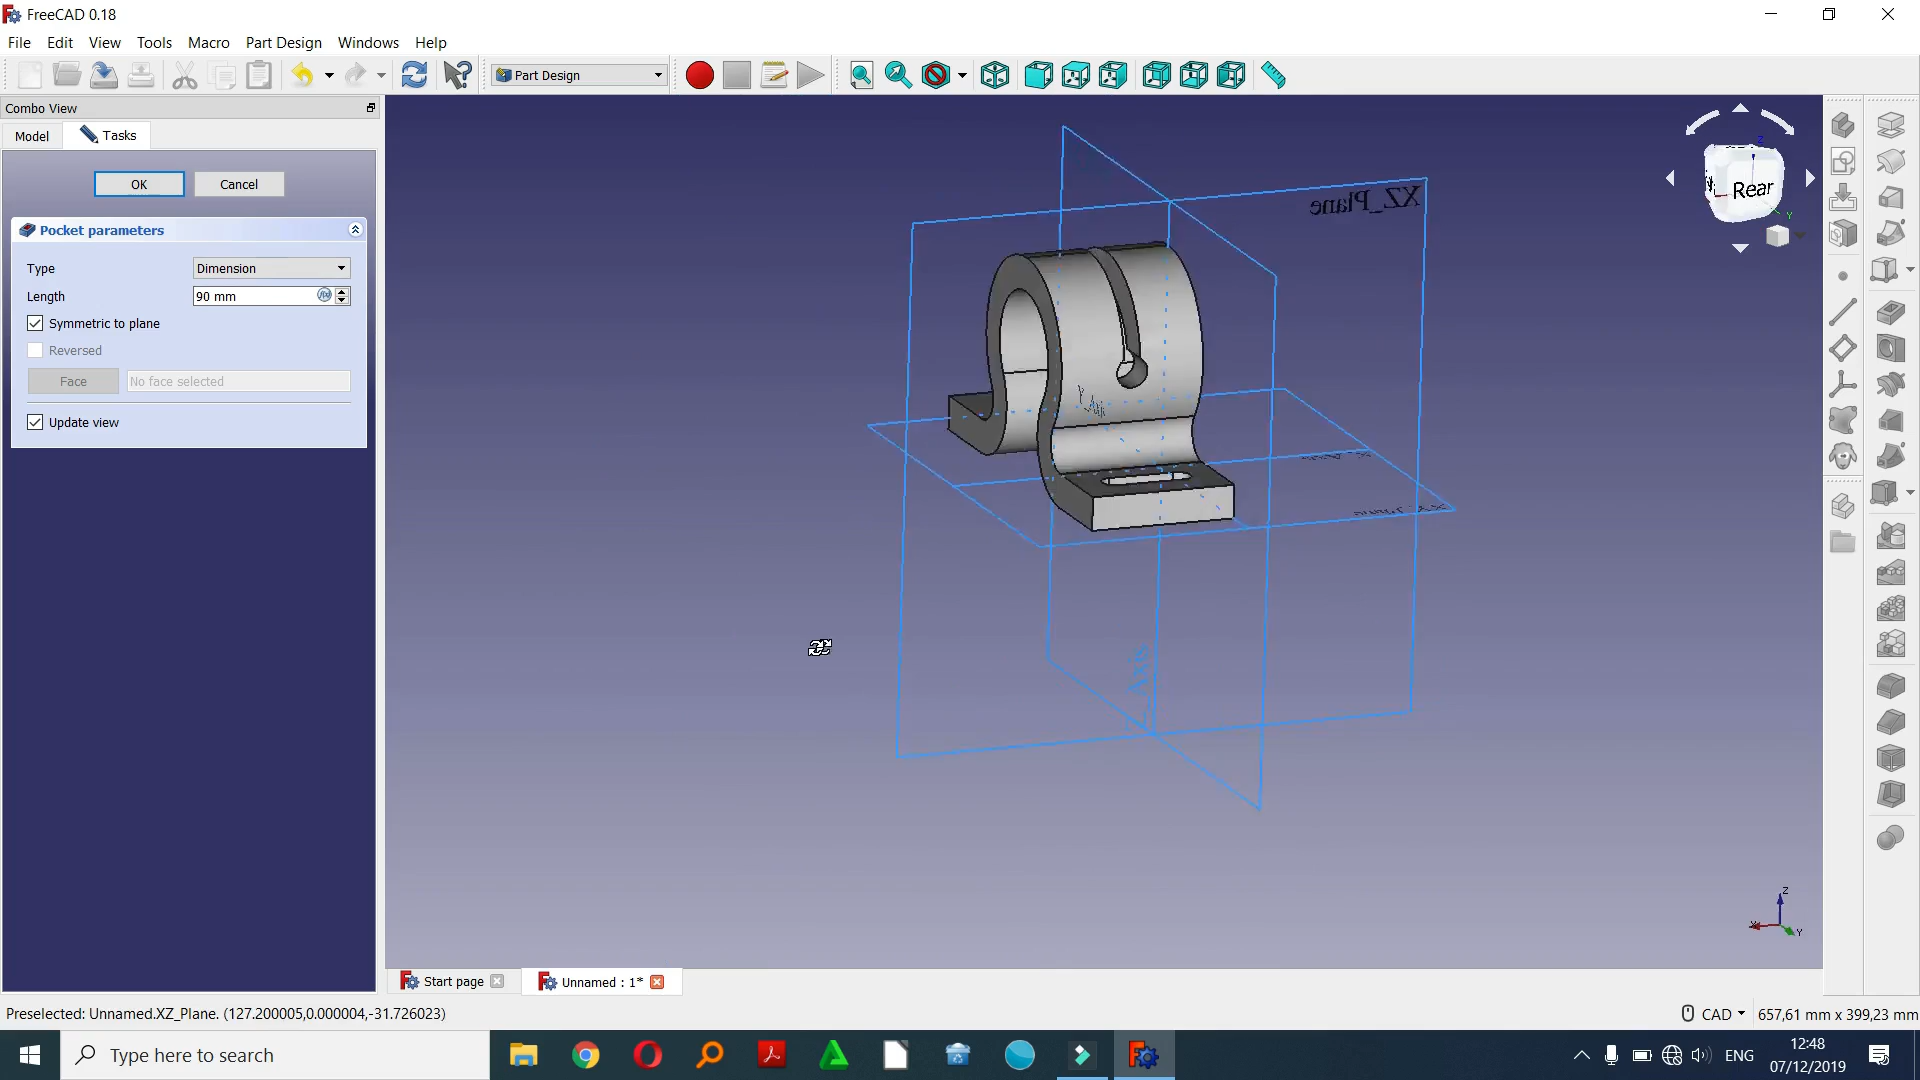 FreeCAD 0.18
File Edit View Tools Macro Part Design Windows Help
Part Design
Combo View
Model Tasks
OK Cancel
Pocket parameters
Type Dimension
Length 90 mm
Symmetric to plane
Reversed
Face No face selected
Update view
XZ_Plane
Rear
Z
Y
Z
X
Y
Start page Unnamed : 1*
Preselected: Unnamed.XZ_Plane. (127.200005,0.000004,-31.726023)
CAD 657,61 mm x 399,23 mm
Type here to search
ENG
12:48
07/12/2019